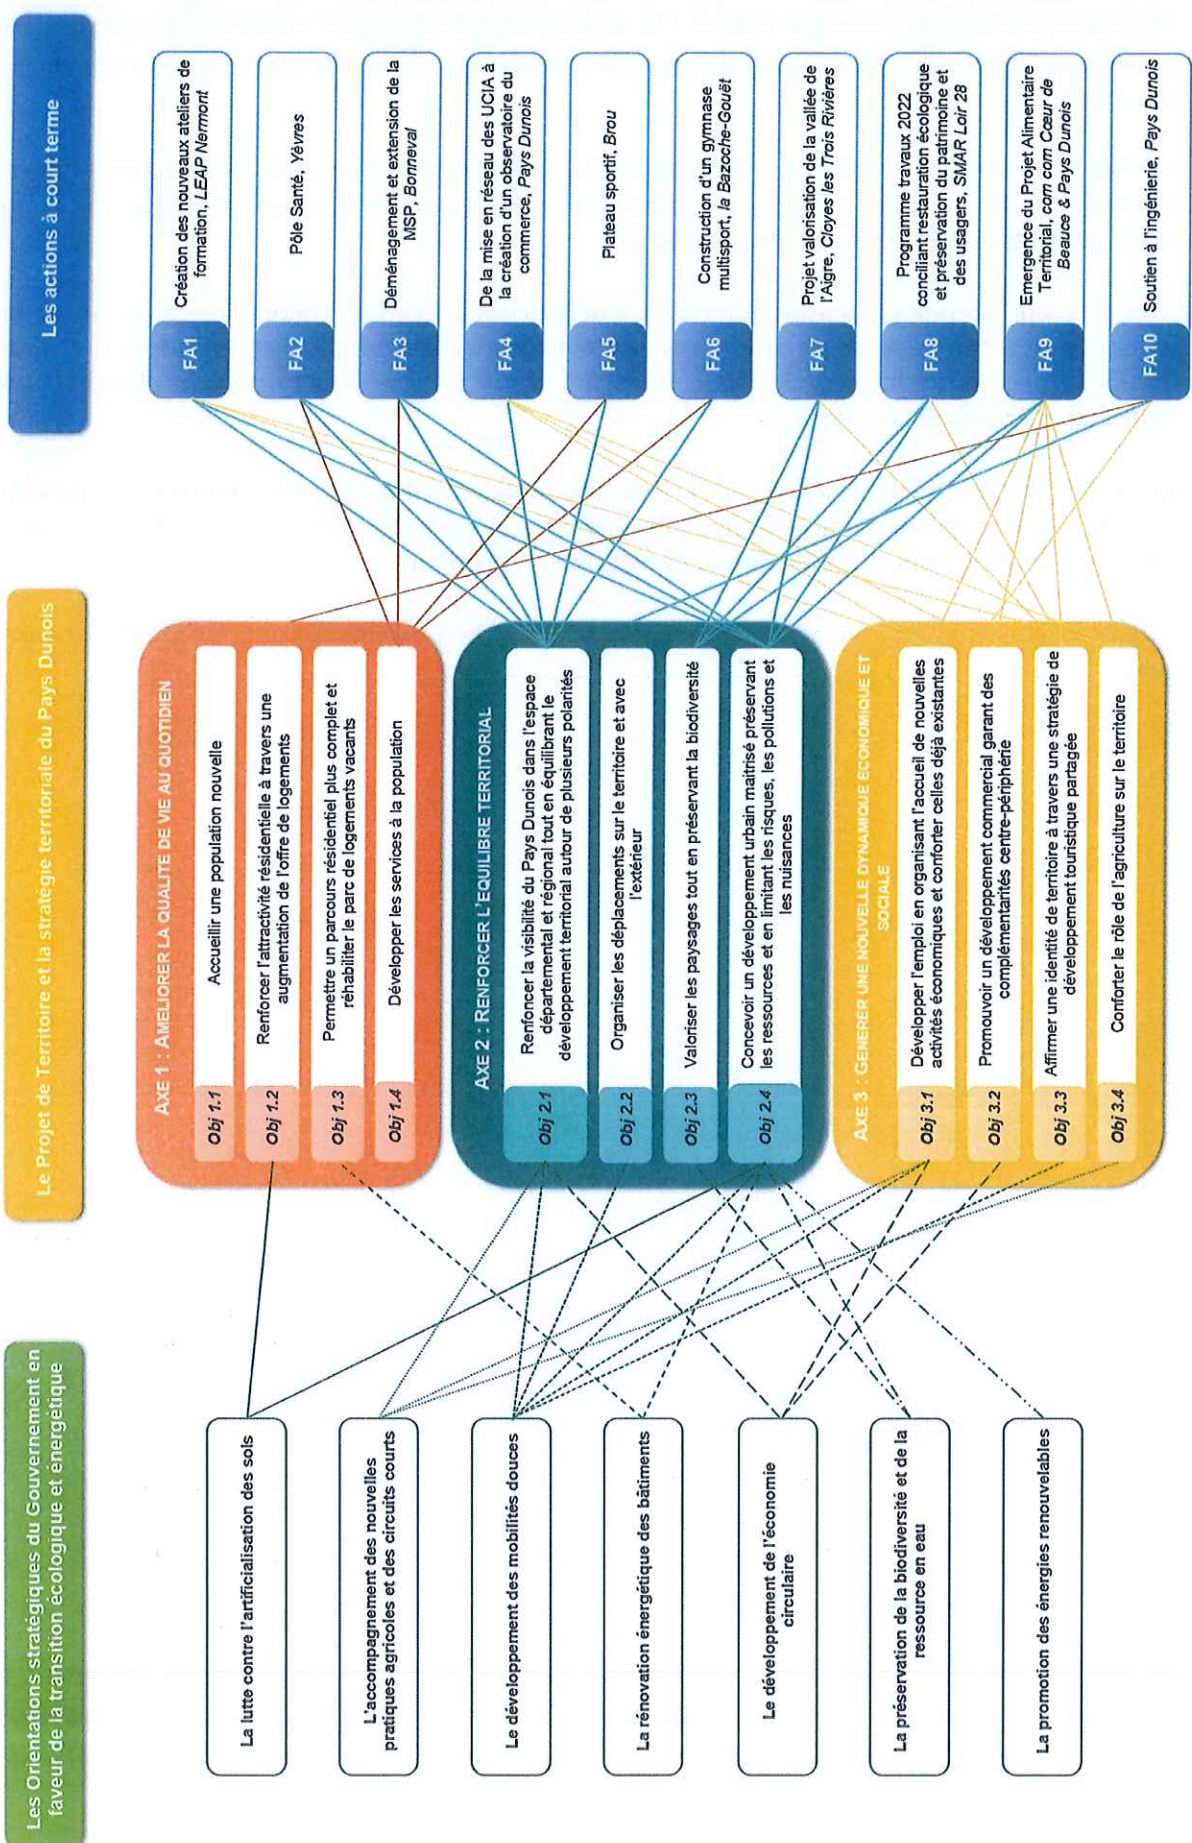 Les Orientations stratégiques du Gouvernement en
faveur de la transition écologique et énergétique
La lutte contre l'artificialisation des sols
L'accompagnement des nouvelles
pratiques agricoles et des circuits courts
Le développement des mobilités douces
La rénovation énergétique des bâtiments
Le développement de l'économie
circulaire
La préservation de la biodiversité et de la
ressource en eau
La promotion des énergies renouvelables
Le Projet de Territoire et la stratégie territoriale du Pays Dunois
AXE 1 : AMELIORER LA QUALITE DE VIE AU QUOTIDIEN
Obj 1.1
Accueillir une population nouvelle
Obj 1.2
Renforcer l'attractivité résidentielle à travers une
augmentation de l'offre de logements
Obj 1.3
Permettre un parcours résidentiel plus complet et
réhabiliter le parc de logements vacants
Obj 1.4
Développer les services à la population
AXE 2 : RENFORCER L'EQUILIBRE TERRITORIAL
Obj 2.1
Renfoncer la visibilité du Pays Dunois dans l'espace
départemental et régional tout en équilibrant le
développement territorial autour de plusieurs polarités
Obj 2.2
Organiser les déplacements sur le territoire et avec
l'extérieur
Obj 2.3
Valoriser les paysages tout en préservant la biodiversité
Obj 2.4
Concevoir un développement urbain maitrisé préservant
les ressources et en limitant les risques, les pollutions et
les nuisances
AXE 3 : GENERER UNE NOUVELLE DYNAMIQUE ECONOMIQUE ET
SOCIALE
Obj 3.1
Développer l'emploi en organisant l'accueil de nouvelles
activités économiques et conforter celles déjà existantes
Obj 3.2
Promouvoir un développement commercial garant des
complémentarités centre-périphérie
Obj 3.3
Affirmer une identité de territoire à travers une stratégie de
développement touristique partagée
Obj 3.4
Conforter le rôle de l'agriculture sur le territoire
Les actions à court terme
FA1
Création des nouveaux ateliers de
formation, LEAP Nermont
FA2
Pôle Santé, Yèvres
FA3
Déménagement et extension de la
MSP, Bonneval
FA4
De la mise en réseau des UCIA à
la création d'un observatoire du
commerce, Pays Dunois
FA5
Plateau sportif, Brou
FA6
Construction d'un gymnase
multisport, la Bazoche-Gouët
FA7
Projet valorisation de la vallée de
l'Aigre, Cloyes les Trois Rivières
FA8
Programme travaux 2022
conciliant restauration écologique
et préservation du patrimoine et
des usagers, SMAR Loir 28
FA9
Emergence du Projet Alimentaire
Territorial, com com Cœur de
Beauce & Pays Dunois
FA10
Soutien à l'ingénierie, Pays Dunois